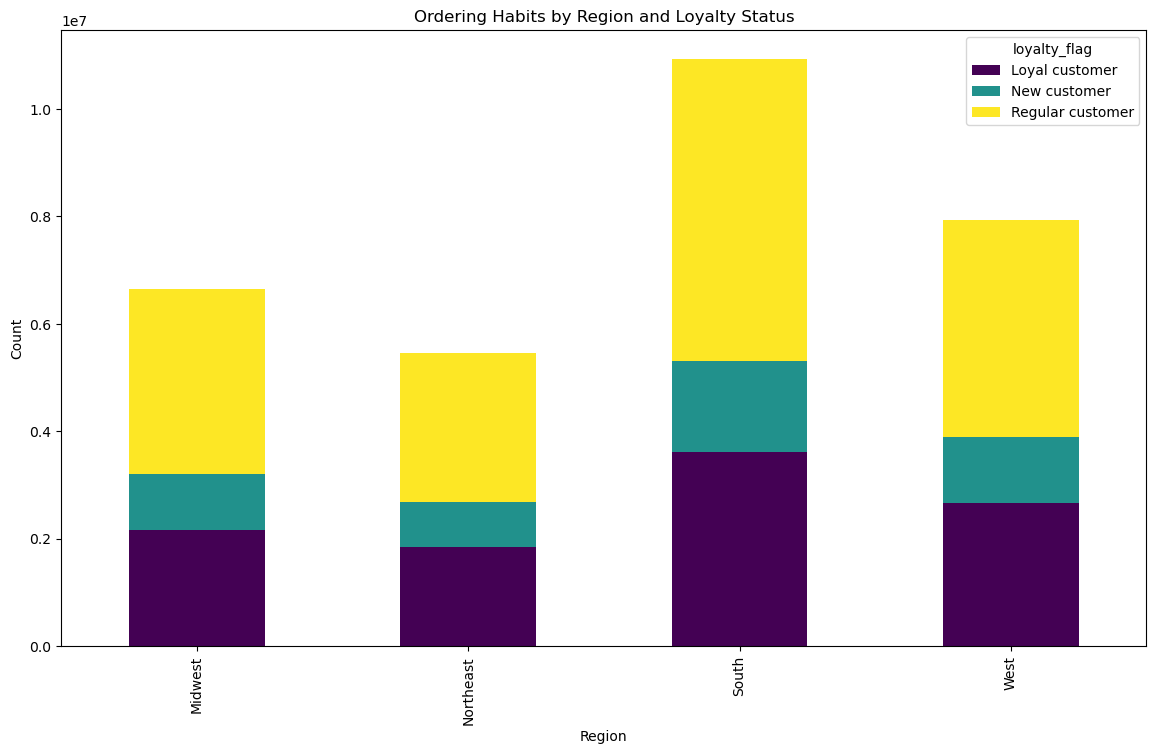 Ordering Habits by Region and Loyalty Status
1e7
loyalty_flag
Loyal customer
New customer
Regular customer
1.0
0.8
0.6
0.4
0.2
0.0
Count
Midwest
Northeast
South
West
Region